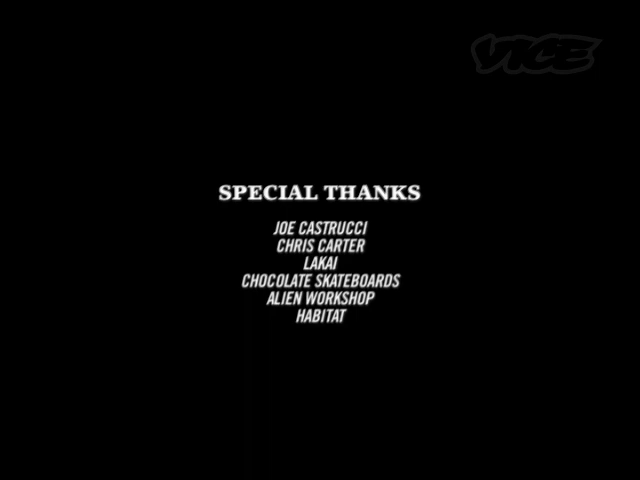 VICE
SPECIAL THANKS
JOE CASTRUCCI
CHRIS CARTER
LAKAI
CHOCOLATE SKATEBOARDS
ALIEN WORKSHOP
HABITAT